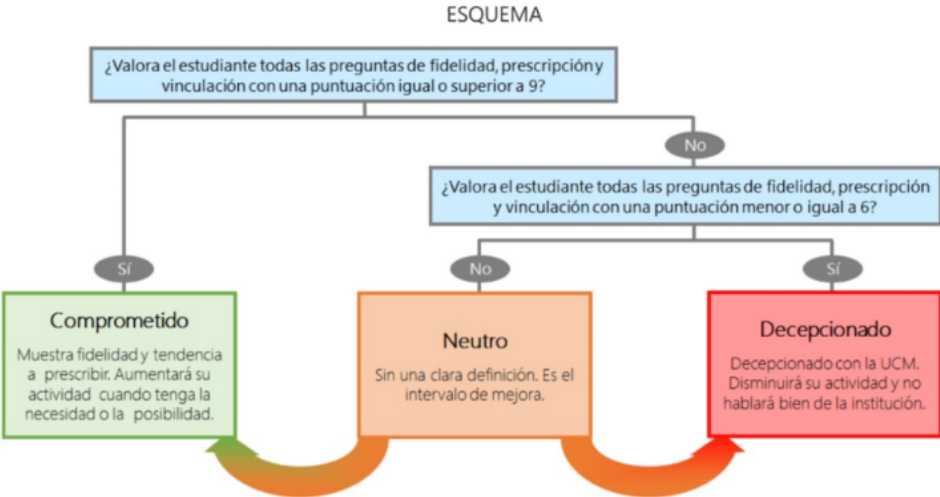 ESQUEMA
¿Valora el estudiante todas las preguntas de fidelidad, prescripción y
vinculación con una puntuación igual o superior a 9?
No
¿Valora el estudiante todas las preguntas de fidelidad, prescripción
y vinculación con una puntuación menor o igual a 6?
Sí
No
Sí
Comprometido
Muestra fidelidad y tendencia
a prescribir. Aumentará su
actividad cuando tenga la
necesidad o la posibilidad.
Neutro
Sin una clara definición. Es el
intervalo de mejora.
Decepcionado
Decepcionado con la UCM.
Disminuirá su actividad y no
hablará bien de la institución.